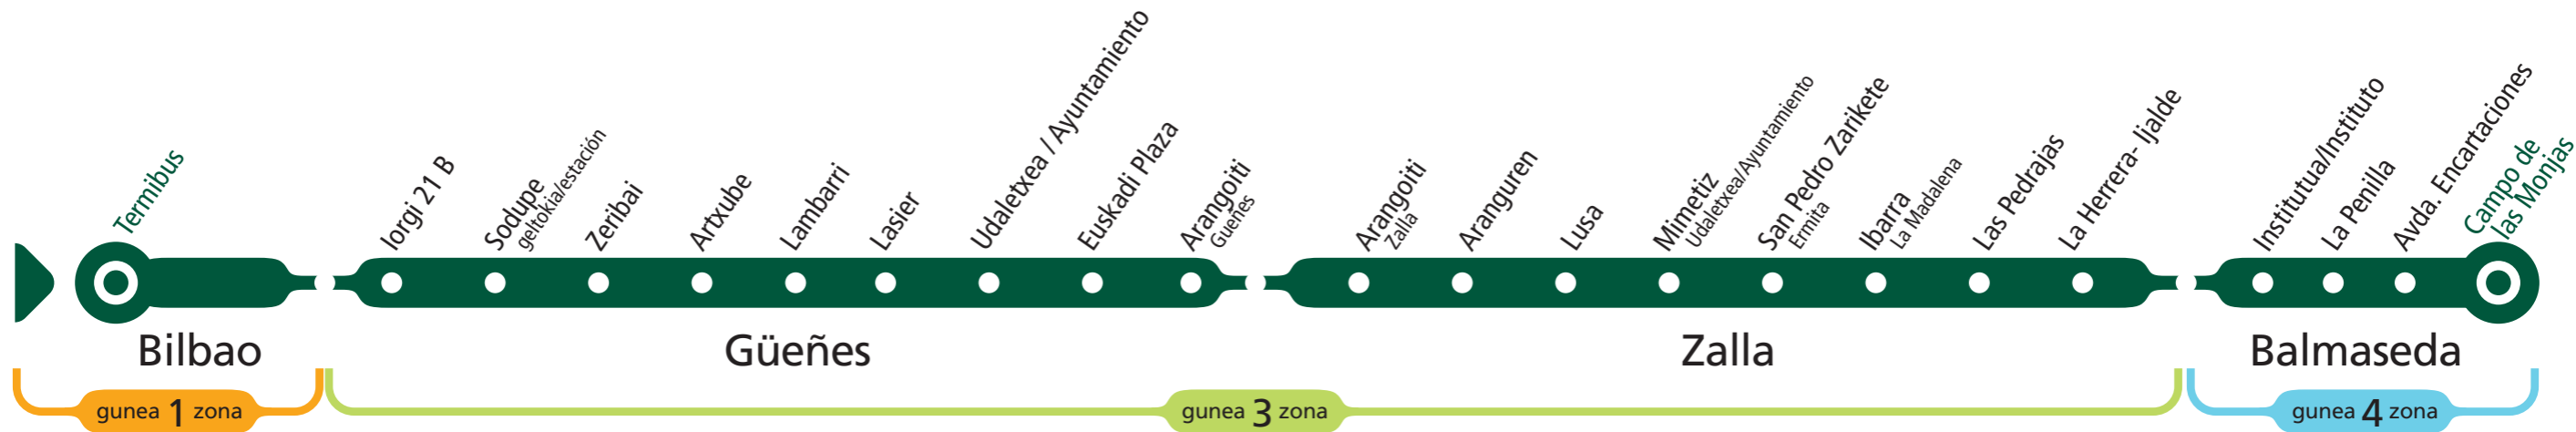 Termibus
Iorgi 21 B
Sodupe
geltokia/estación
Zeribai
Artxube
Lambarri
Lasier
Udaletxea / Ayuntamiento
Euskadi Plaza
Arangoiti
Gueñes
Arangoiti
Zalla
Aranguren
Lusa
Mimetiz
Udaletxea/Ayuntamiento
San Pedro Zarikete
Ermita
Ibarra
La Madalena
Las Pedrajas
La Herrera- Ijalde
Institutua/Instituto
La Penilla
Avda. Encartaciones
Campo de
las Monjas
Bilbao
Güeñes
Zalla
Balmaseda
gunea 1 zona
gunea 3 zona
gunea 4 zona